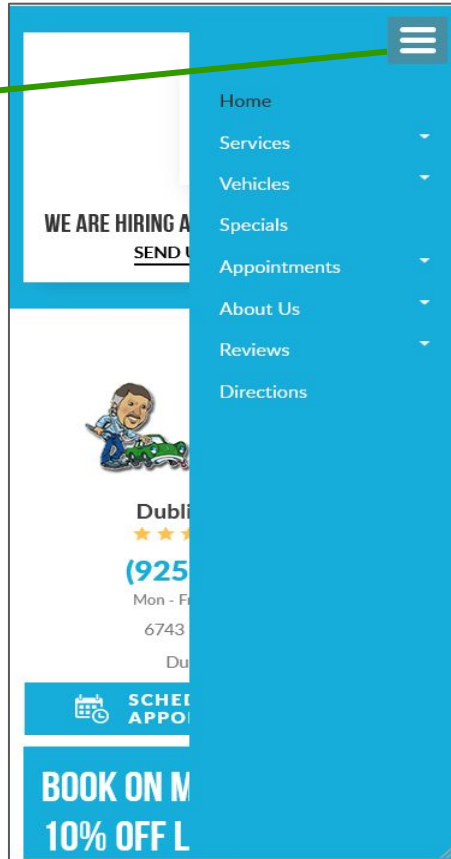 Home
Services
Vehicles
Specials
Appointments
About Us
Reviews
Directions
WE ARE HIRING A
SEND
Dubli
(925
Mon - F
6743
Du
SCHED
APPO
BOOK ON M
10% OFF L